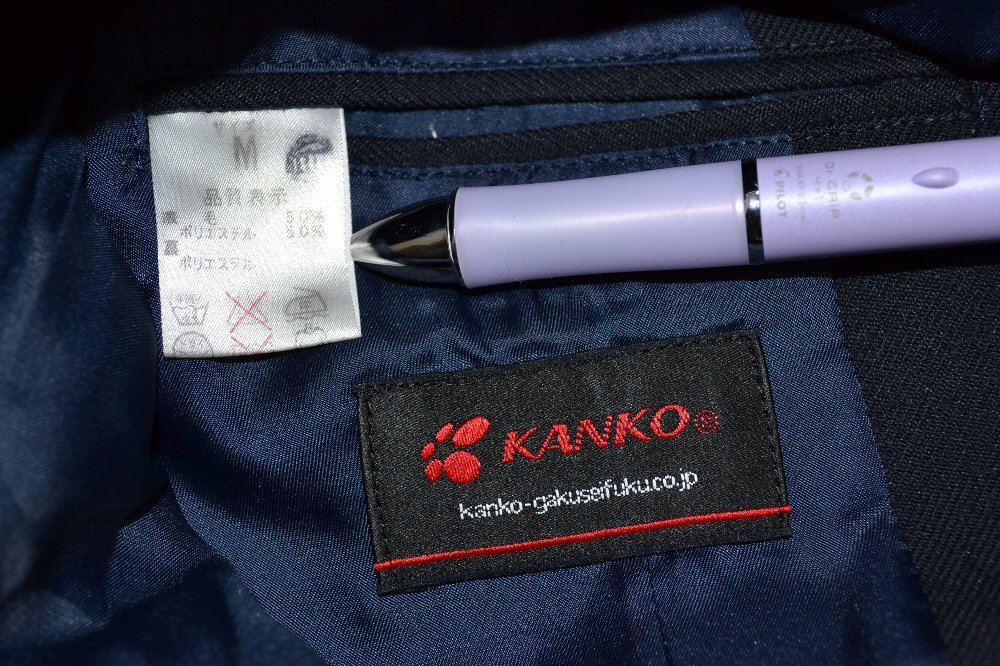 M
品質表示
表 毛 50%
ポリエステル 50%
裏
ポリエステル
Dr. GRIP
PILOT
KANKO®
kanko-gakuseifuku.co.jp